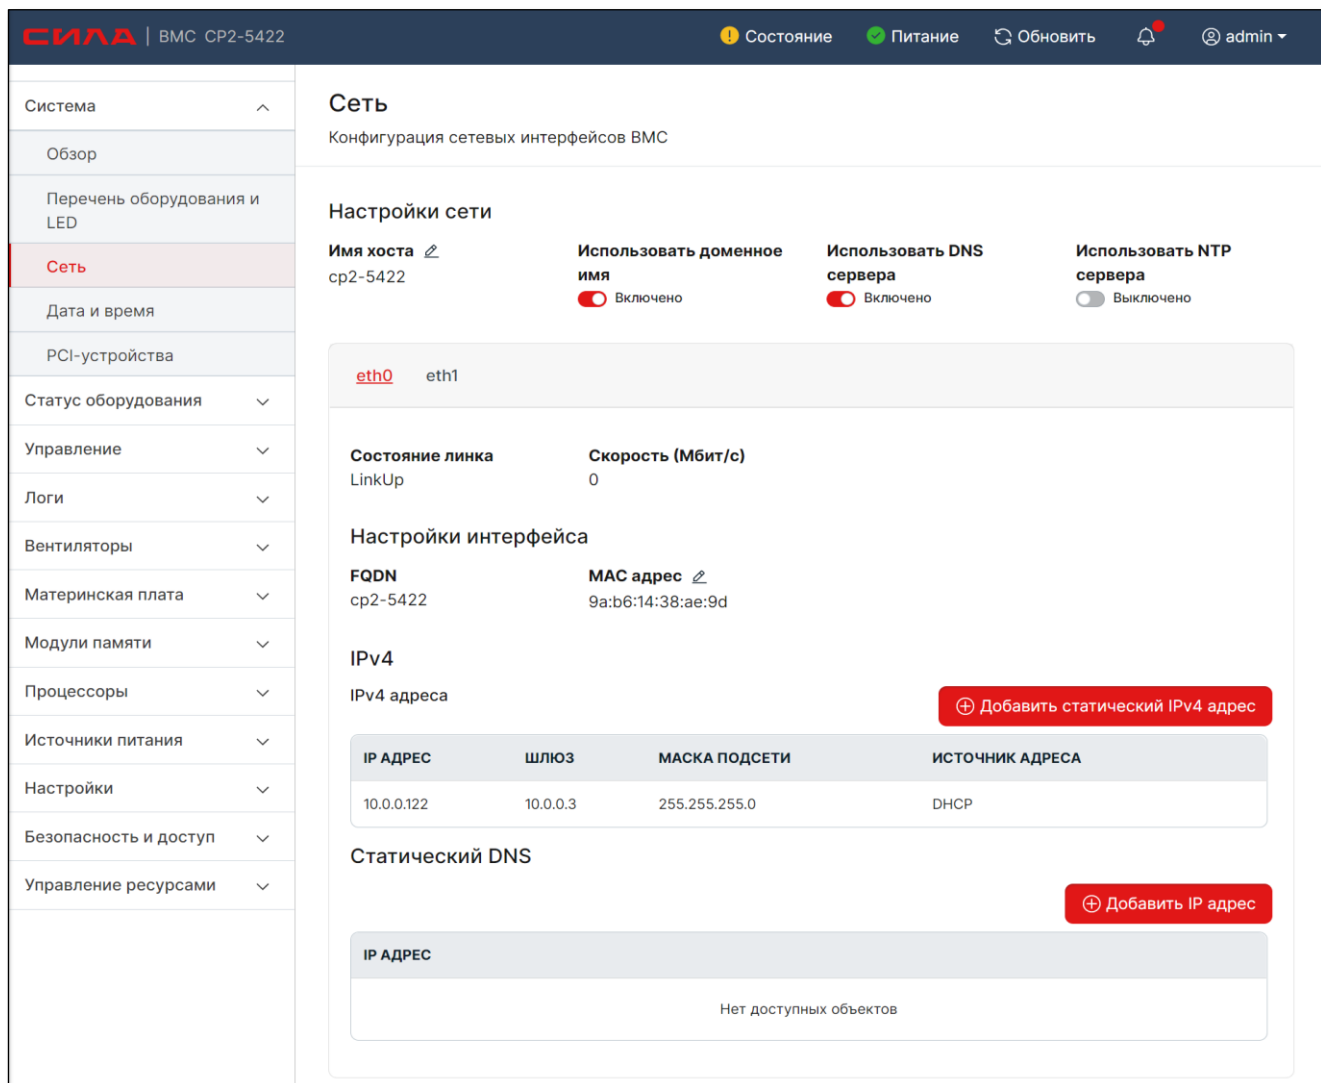 СИЛА | BMC CP2-5422
Состояние
Питание
Обновить
admin
Система
Обзор
Перечень оборудования и
LED
Сеть
Дата и время
PCI-устройства
Статус оборудования
Управление
Логи
Вентиляторы
Материнская плата
Модули памяти
Процессоры
Источники питания
Настройки
Безопасность и доступ
Управление ресурсами
Сеть
Конфигурация сетевых интерфейсов BMC
Настройки сети
Имя хоста
cp2-5422
Использовать доменное
имя
Включено
Использовать DNS
сервера
Включено
Использовать NTP
сервера
Выключено
eth0 eth1
Состояние линка
LinkUp
Скорость (Мбит/с)
0
Настройки интерфейса
FQDN
cp2-5422
MAC адрес
9a:b6:14:38:ae:9d
IPv4
IPv4 адреса
Добавить статический IPv4 адрес
IP АДРЕС ШЛЮЗ МАСКА ПОДСЕТИ ИСТОЧНИК АДРЕСА
10.0.0.122 10.0.0.3 255.255.255.0 DHCP
Статический DNS
Добавить IP адрес
IP АДРЕС
Нет доступных объектов